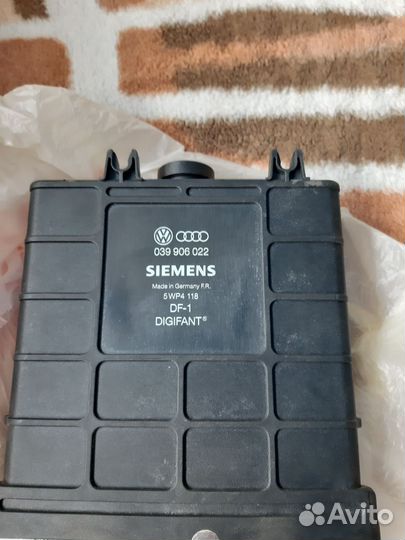 039 906 022
SIEMENS
Made in Germany F.R.
5WP4 118
DF-1
DIGIFANT®
Avito